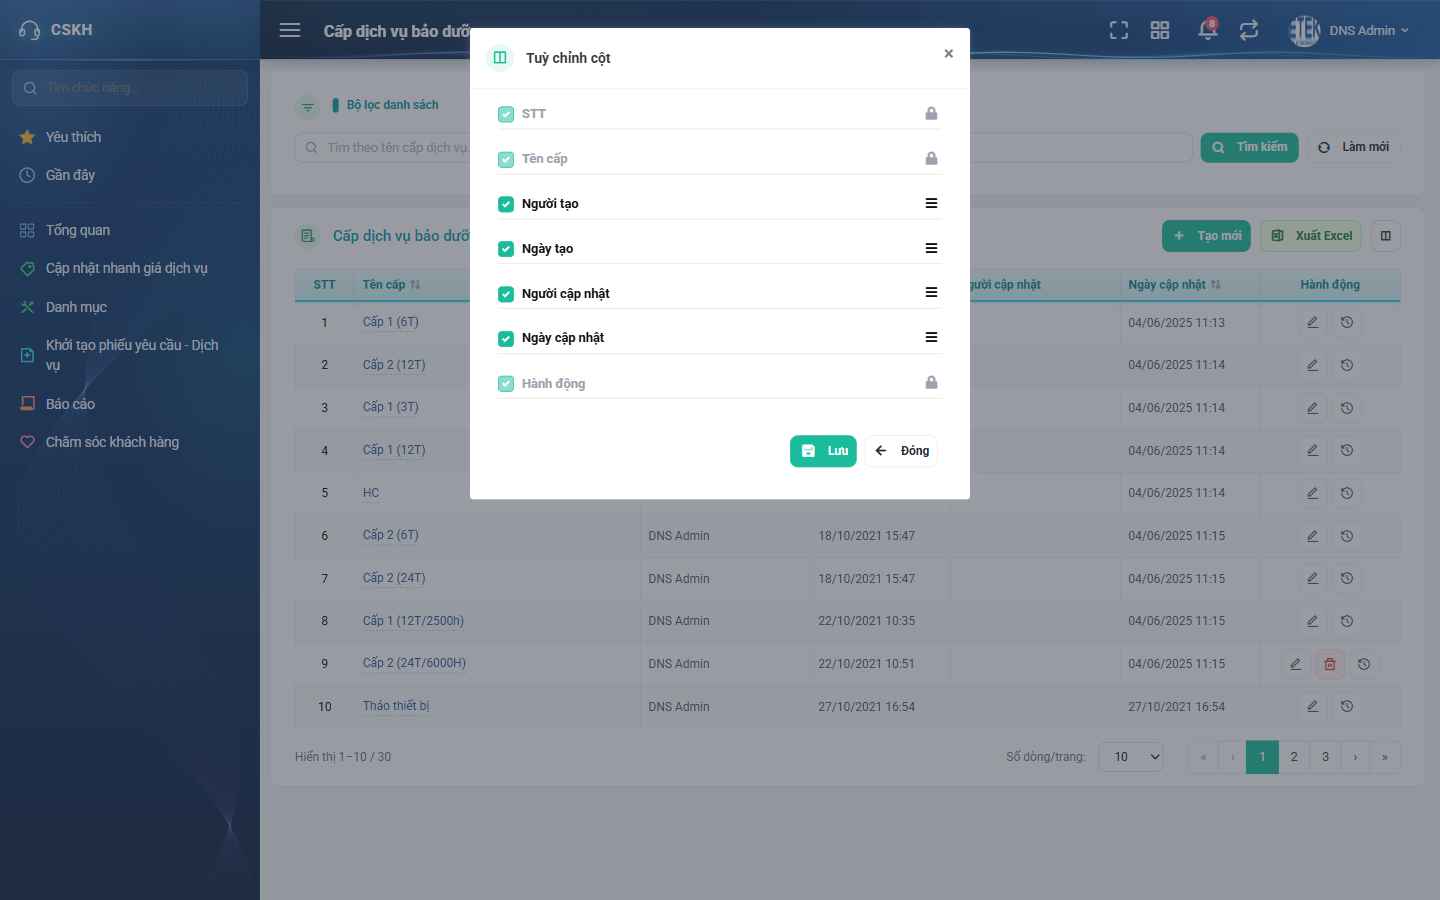 CSKH
Cấp dịch vụ bảo dưỡ
8
DNS Admin
Tìm chức năng...
Yêu thích
Gần đây
Tổng quan
Cập nhật nhanh giá dịch vụ
Danh mục
Khởi tạo phiếu yêu cầu - Dịch
vụ
Báo cáo
Chăm sóc khách hàng
Tuỳ chỉnh cột
×
STT
Tên cấp
Người tạo
Ngày tạo
Người cập nhật
Ngày cập nhật
Hành động
Lưu
Đóng
Bộ lọc danh sách
Tìm theo tên cấp dịch vụ.
Tìm kiếm
Làm mới
Cấp dịch vụ bảo dưỡ
Tạo mới
Xuất Excel
STT Tên cấp gười cập nhật Ngày cập nhật Hành động
1 Cấp 1 (6T) 04/06/2025 11:13
2 Cấp 2 (12T) 04/06/2025 11:14
3 Cấp 1 (3T) 04/06/2025 11:14
4 Cấp 1 (12T) 04/06/2025 11:14
5 HC 04/06/2025 11:14
6 Cấp 2 (6T) DNS Admin 18/10/2021 15:47 04/06/2025 11:15
7 Cấp 2 (24T) DNS Admin 18/10/2021 15:47 04/06/2025 11:15
8 Cấp 1 (12T/2500h) DNS Admin 22/10/2021 10:35 04/06/2025 11:15
9 Cấp 2 (24T/6000H) DNS Admin 22/10/2021 10:51 04/06/2025 11:15
10 Tháo thiết bị DNS Admin 27/10/2021 16:54 27/10/2021 16:54
Hiển thị 1–10 / 30
Số dòng/trang: 10
« ‹ 1 2 3 › »